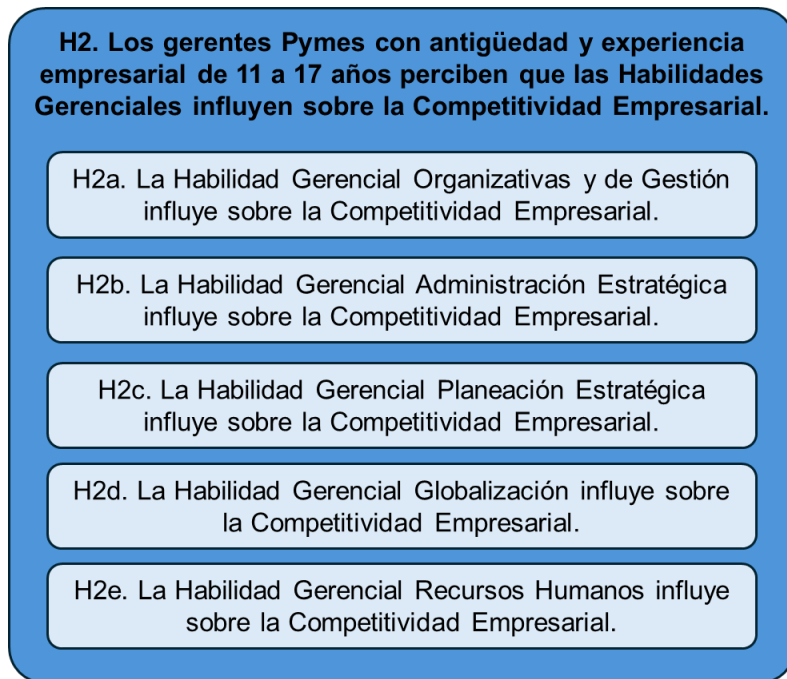 H2. Los gerentes Pymes con antigüedad y experiencia
empresarial de 11 a 17 años perciben que las Habilidades
Gerenciales influyen sobre la Competitividad Empresarial.
H2a. La Habilidad Gerencial Organizativas y de Gestión
influye sobre la Competitividad Empresarial.
H2b. La Habilidad Gerencial Administración Estratégica
influye sobre la Competitividad Empresarial.
H2c. La Habilidad Gerencial Planeación Estratégica
influye sobre la Competitividad Empresarial.
H2d. La Habilidad Gerencial Globalización influye sobre
la Competitividad Empresarial.
H2e. La Habilidad Gerencial Recursos Humanos influye
sobre la Competitividad Empresarial.